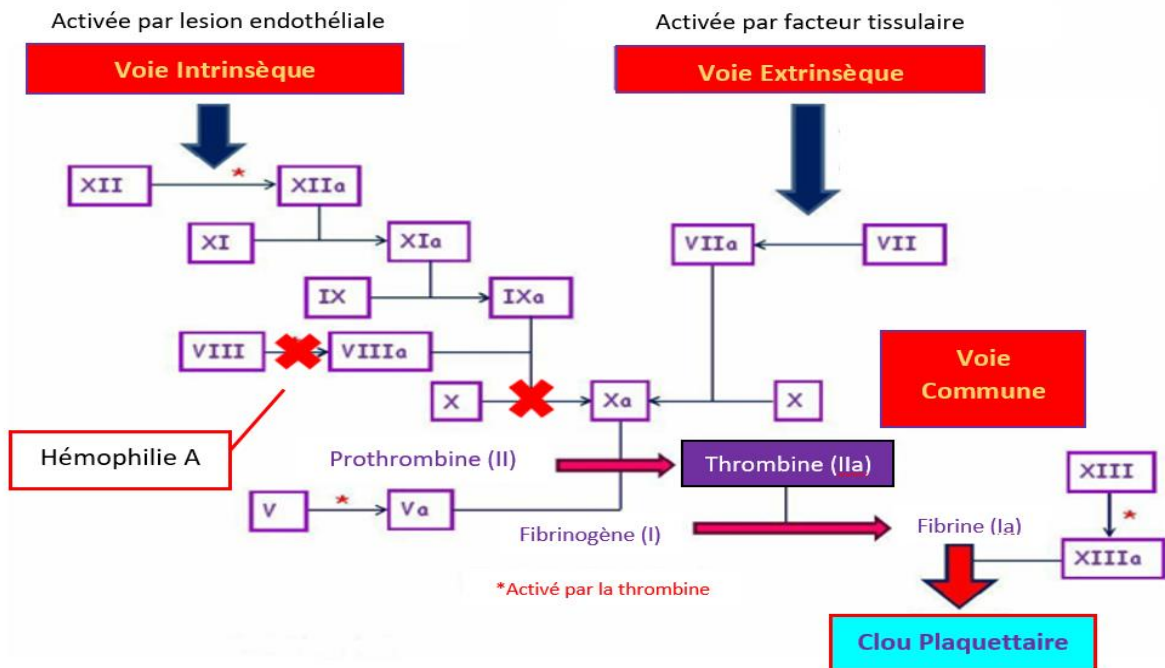 Activée par lesion endothéliale
Activée par facteur tissulaire
Voie Intrinsèque
Voie Extrinsèque
XII
*
XIIa
XI
XIa
VIIa
VII
IX
IXa
VIII
VIIIa
Voie
Commune
X
Xa
X
Hémophilie A
Prothrombine (II)
Thrombine (IIa)
XIII
V
*
Va
Fibrinogène (I)
Fibrine (Ia)
*
XIIIa
*Activé par la thrombine
Clou Plaquettaire